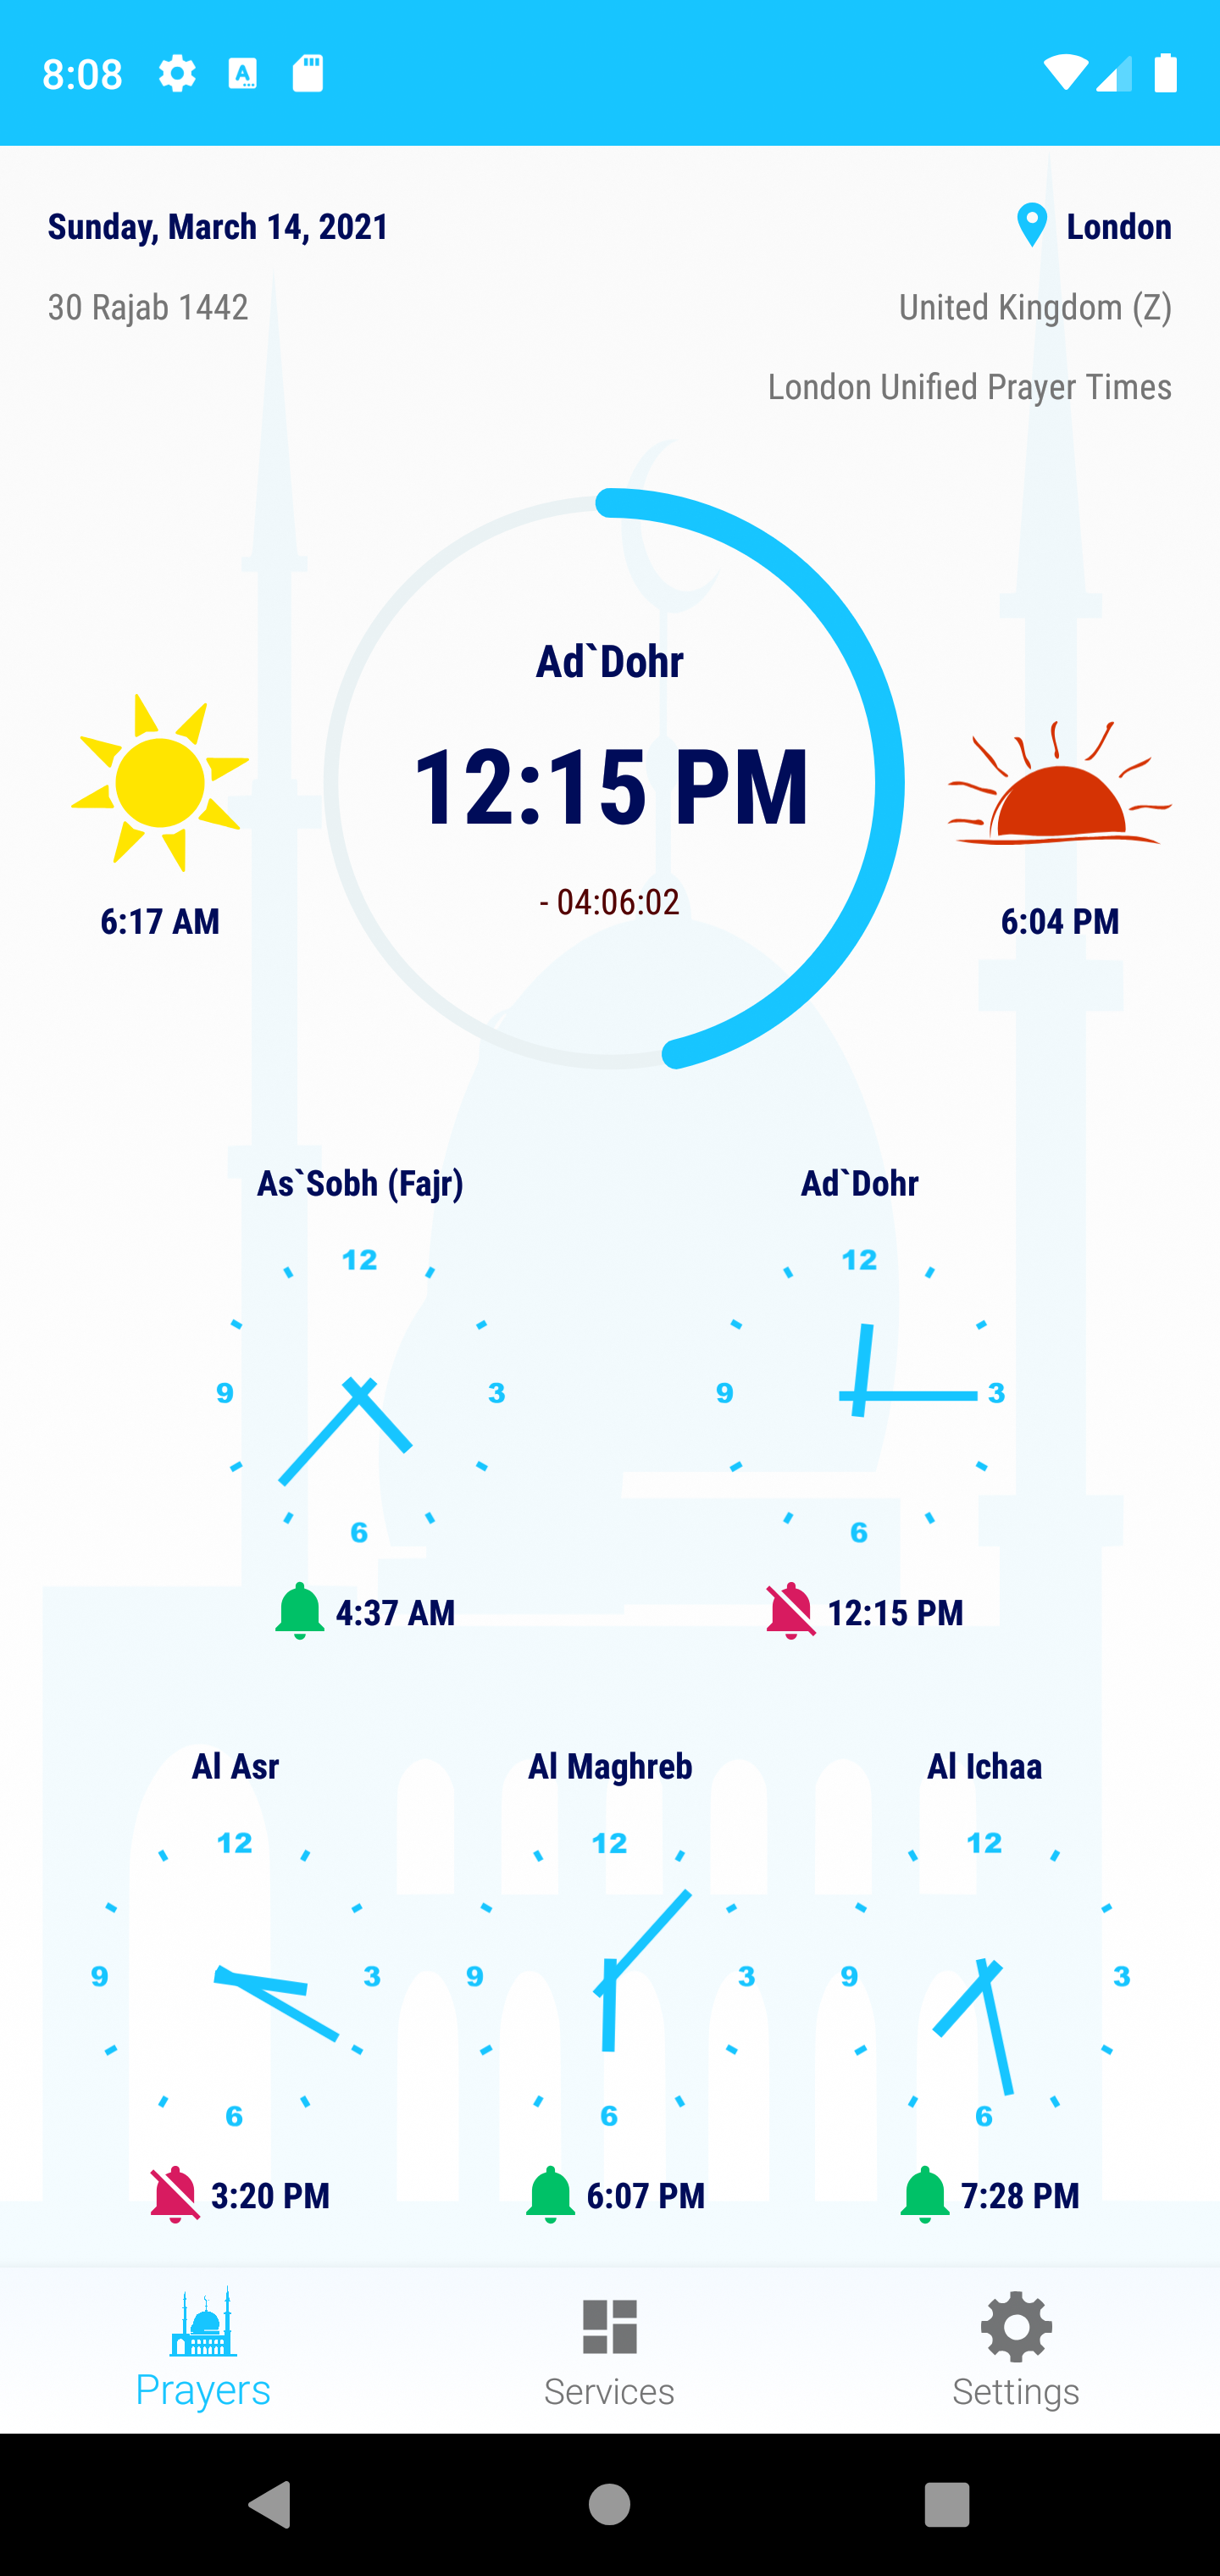 8:08
Sunday, March 14, 2021
London
30 Rajab 1442
United Kingdom (Z)
London Unified Prayer Times
Ad`Dohr
12:15 PM
- 04:06:02
6:17 AM
6:04 PM
As`Sobh (Fajr)
Ad`Dohr
12
12
9
3
9
3
6
6
4:37 AM
12:15 PM
Al Asr
Al Maghreb
Al Ichaa
12
12
12
9
3
9
3
9
3
6
6
6
3:20 PM
6:07 PM
7:28 PM
Prayers
Services
Settings